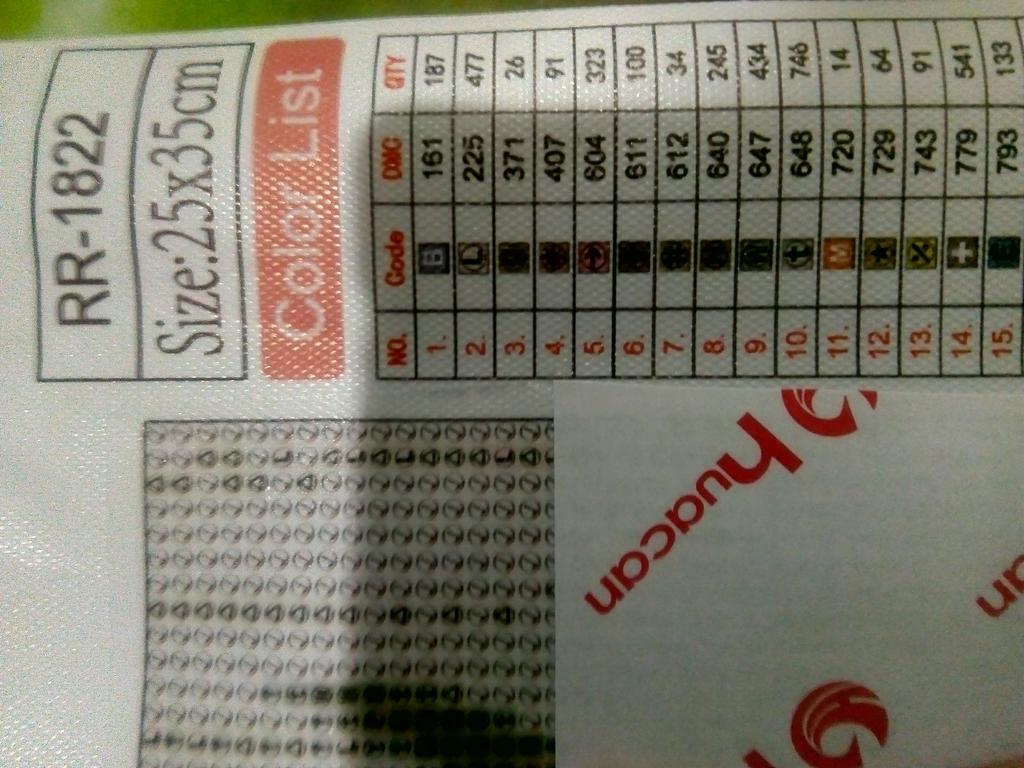 RR-1822
Size:25x35cm
Color List
NO. Code DMC QTY
1. B 161 187
2. L 225 477
3. 371 26
4. 407 91
5. 604 323
6. 611 100
7. 612 34
8. 640 245
9. 647 434
10. 648 746
11. M 720 14
12. 729 64
13. 743 91
14. 779 541
15. 793 133
huacan
an